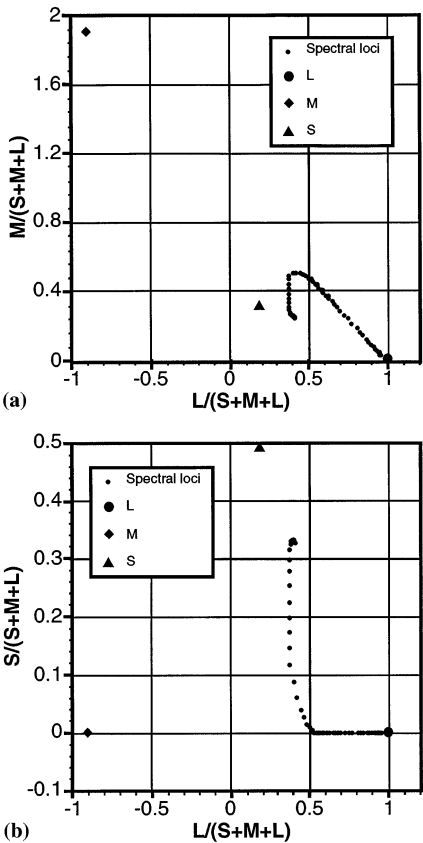 2
1.6
1.2
0.8
0.4
0
M/(S+M+L)
Spectral loci
L
M
S
-1
-0.5
0
0.5
1
(a)
L/(S+M+L)
0.5
0.4
0.3
0.2
0.1
0
-0.1
S/(S+M+L)
Spectral loci
L
M
S
-1
-0.5
0
0.5
1
(b)
L/(S+M+L)